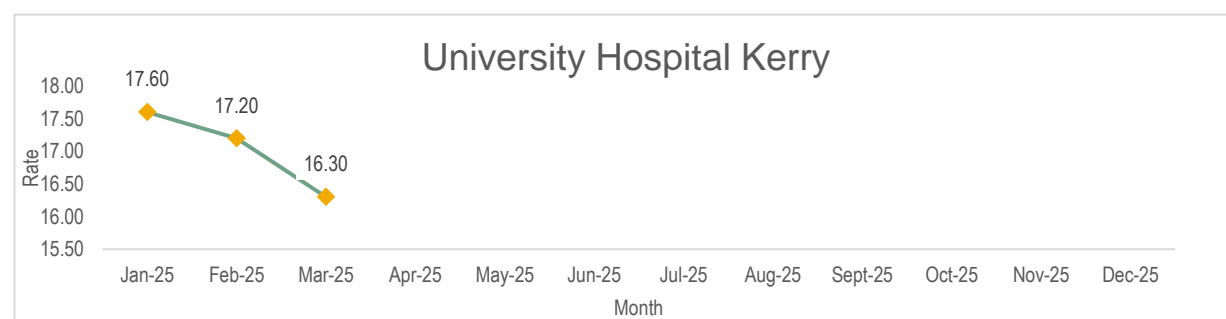 University Hospital Kerry
18.00
17.50
17.00
16.50
16.00
15.50
Rate
17.60
17.20
16.30
Jan-25 Feb-25 Mar-25 Apr-25 May-25 Jun-25 Jul-25 Aug-25 Sept-25 Oct-25 Nov-25 Dec-25
Month